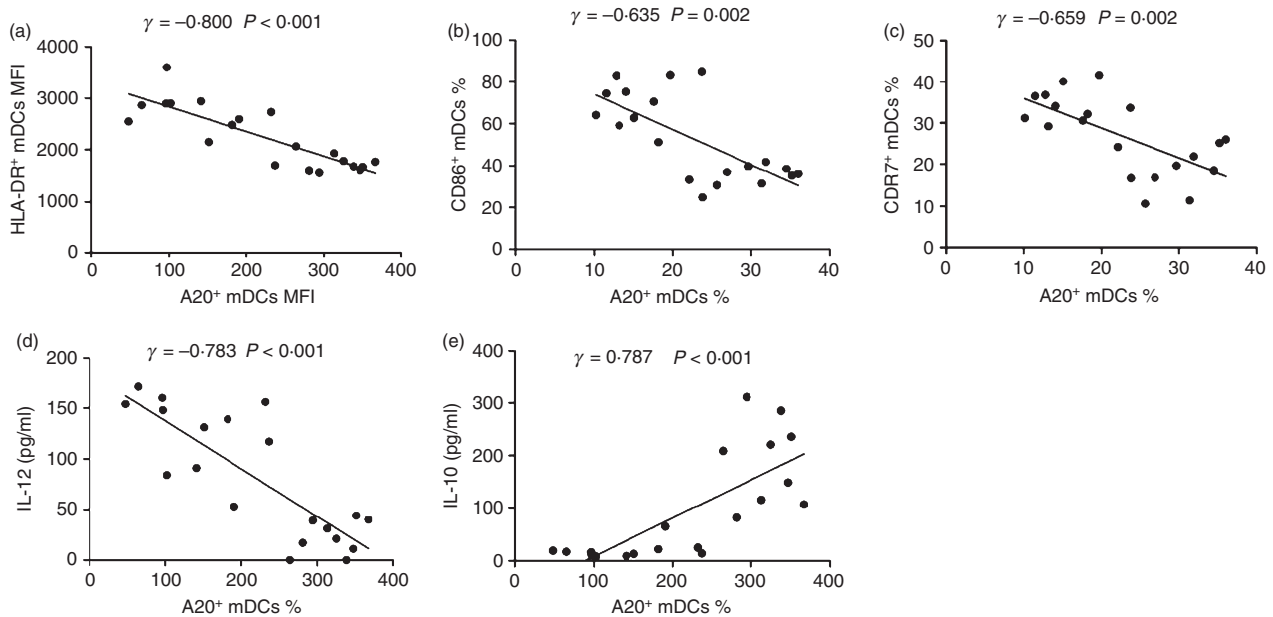 (a)
γ = –0·800 P < 0·001
HLA-DR⁺ mDCs MFI
4000
3000
2000
1000
0
0 100 200 300 400
A20⁺ mDCs MFI
(b)
γ = –0·635 P = 0·002
CD86⁺ mDCs %
100
80
60
40
20
0
0 10 20 30 40
A20⁺ mDCs %
(c)
γ = –0·659 P = 0·002
CDR7⁺ mDCs %
50
40
30
20
10
0
0 10 20 30 40
A20⁺ mDCs %
(d)
γ = –0·783 P < 0·001
IL-12 (pg/ml)
200
150
100
50
0
0 100 200 300 400
A20⁺ mDCs %
(e)
γ = 0·787 P < 0·001
IL-10 (pg/ml)
400
300
200
100
0
0 100 200 300 400
A20⁺ mDCs %